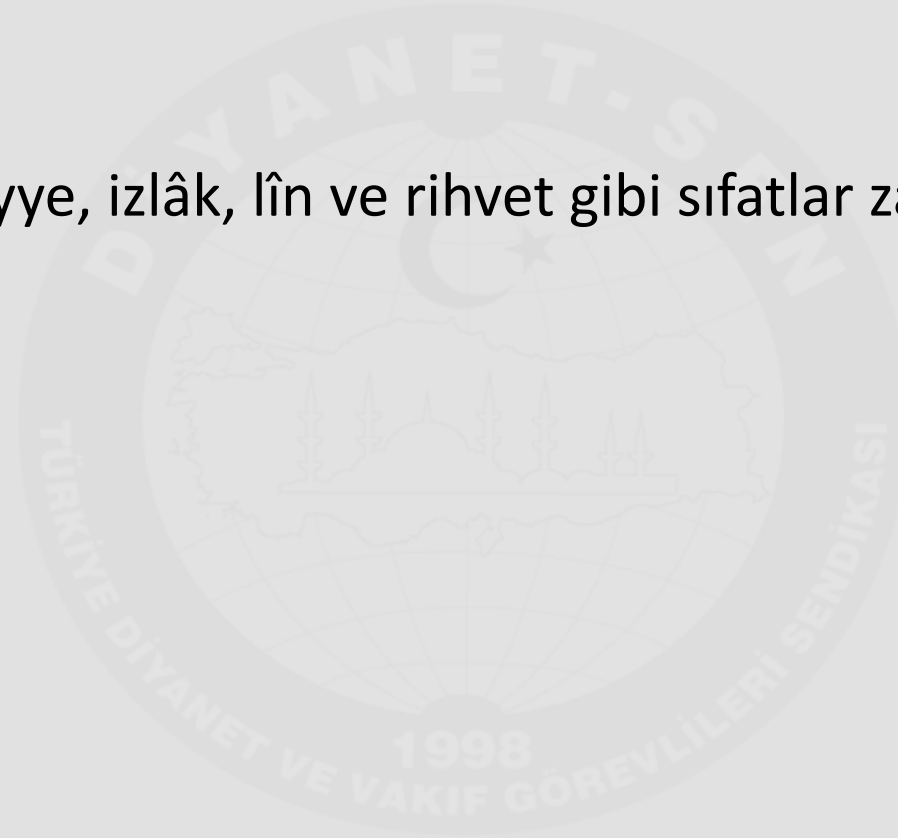 DİYANET-SEN
yye, izlâk, lîn ve rihvet gibi sıfatlar za
TÜRKİYE DİYANET VE VAKIF GÖREVLİLERİ SENDİKASI
1998